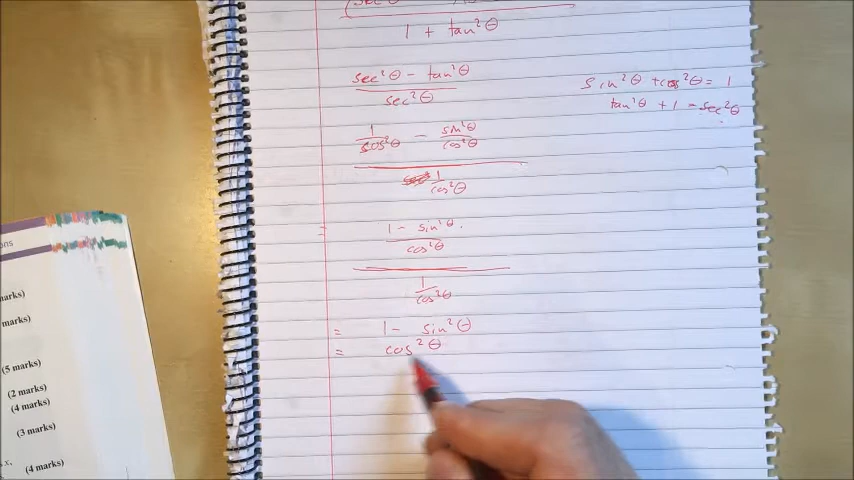 1 + tan²θ
sec²θ - tan²θ
sec²θ
sin²θ + cos²θ = 1
tan²θ + 1 = sec²θ
1/cos²θ - sin²θ/cos²θ
1/cos²θ
= 1 - sin²θ
cos²θ
1/cos²θ
= 1 - sin²θ
= cos²θ
ons
marks)
marks)
(5 marks)
(2 marks)
(4 marks)
(3 marks)
x,
(4 marks)